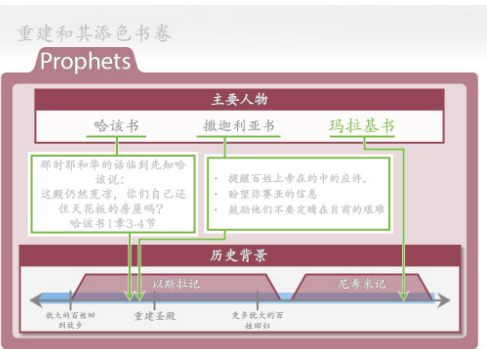 重建和其添色书卷
Prophets
主要人物
哈该书
撒迦利亚书
玛拉基书
那时耶和华的话临到先知哈
该说：
这殿仍然荒凉，你们自己还
住天花板的房屋吗？
哈该书1章3-4节
• 提醒百姓上帝在约中的应许。
• 盼望弥赛亚的信息
• 鼓励他们不要定睛在目前的艰难
历史背景
以斯拉记
尼希米记
犹大的百姓回
到故乡
重建圣殿
更多犹大的百
姓回归